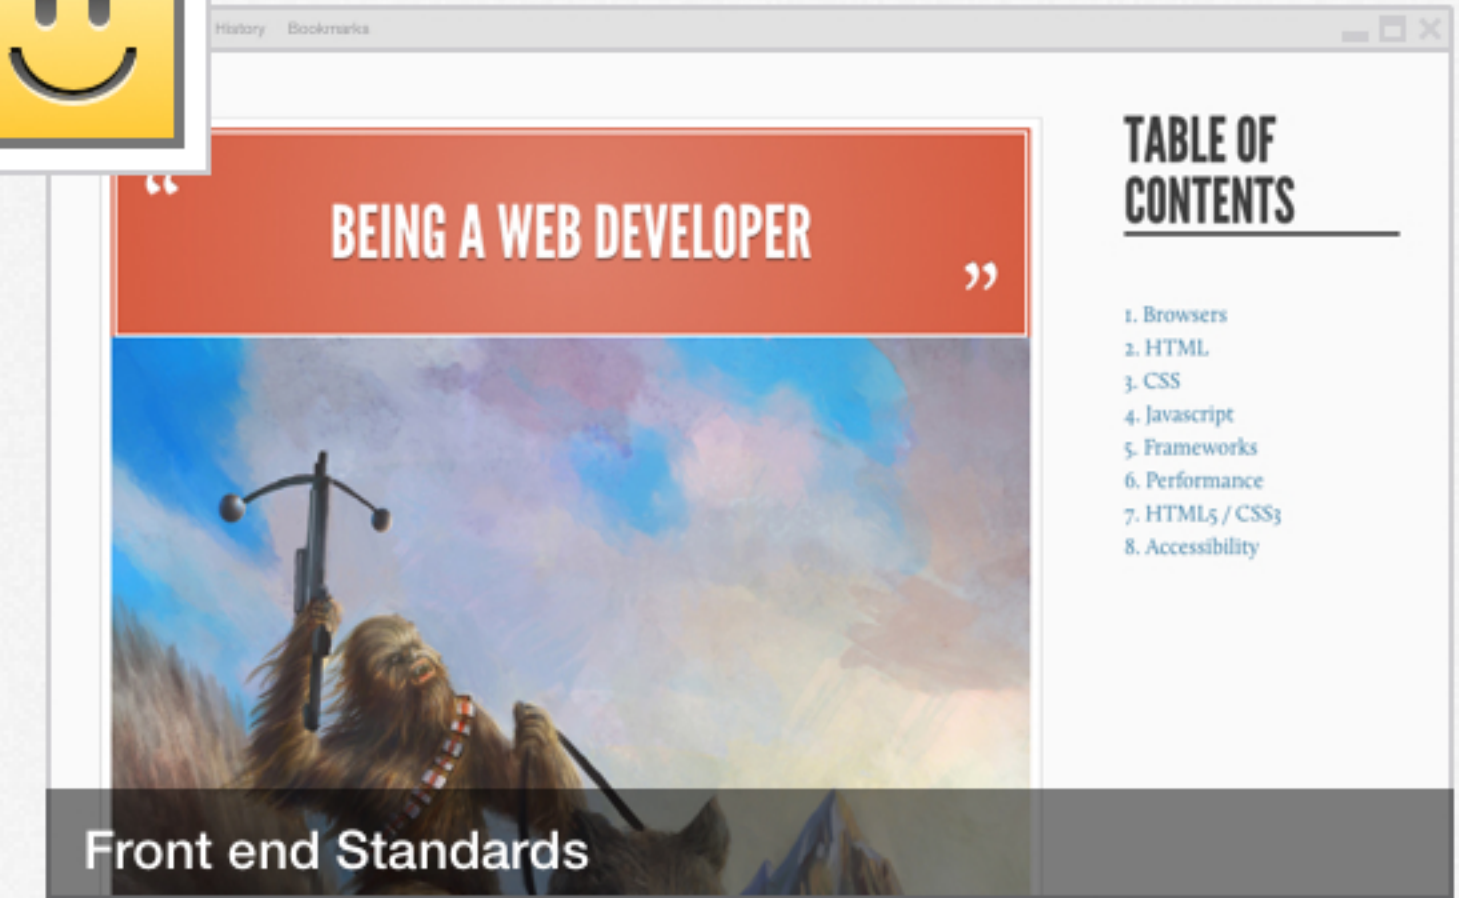 History Bookmarks
“
BEING A WEB DEVELOPER
”
TABLE OF
CONTENTS
1. Browsers
2. HTML
3. CSS
4. Javascript
5. Frameworks
6. Performance
7. HTML5 / CSS3
8. Accessibility
Front end Standards